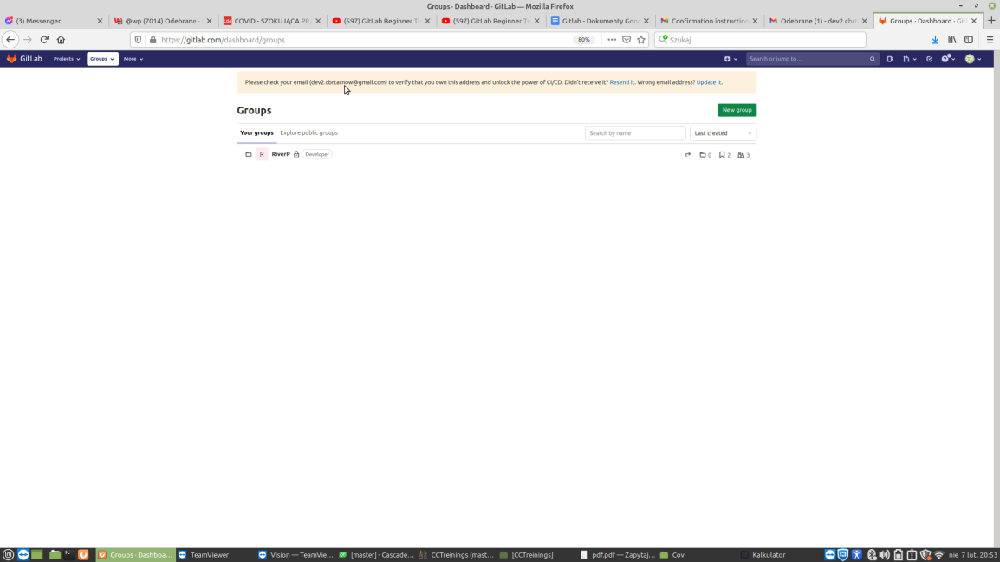 Groups · Dashboard · GitLab — Mozilla Firefox
(3) Messenger
@wp (7014) Odebrane -
COVID - SZOKUJĄCA PR
(597) GitLab Beginner T
(597) GitLab Beginner T
Gitlab - Dokumenty Goo
Confirmation instruction
Odebrane (1) - dev2.cbrt
Groups · Dashboard · Git
https://gitlab.com/dashboard/groups
80%
Szukaj
GitLab
Projects
Groups
More
Search or jump to...
Please check your email (dev2.cbrtarnow@gmail.com) to verify that you own this address and unlock the power of CI/CD. Didn't receive it? Resend it. Wrong email address? Update it.
Groups
New group
Your groups
Explore public groups
Search by name
Last created
R
RiverP
Developer
0
2
3
Groups · Dashboa...
TeamViewer
Vision — TeamVie...
[master] - Cascade...
CCTreinings (mast...
[CCTreinings]
pdf.pdf — Zapytaj...
Cov
Kalkulator
nie 7 lut, 20:53